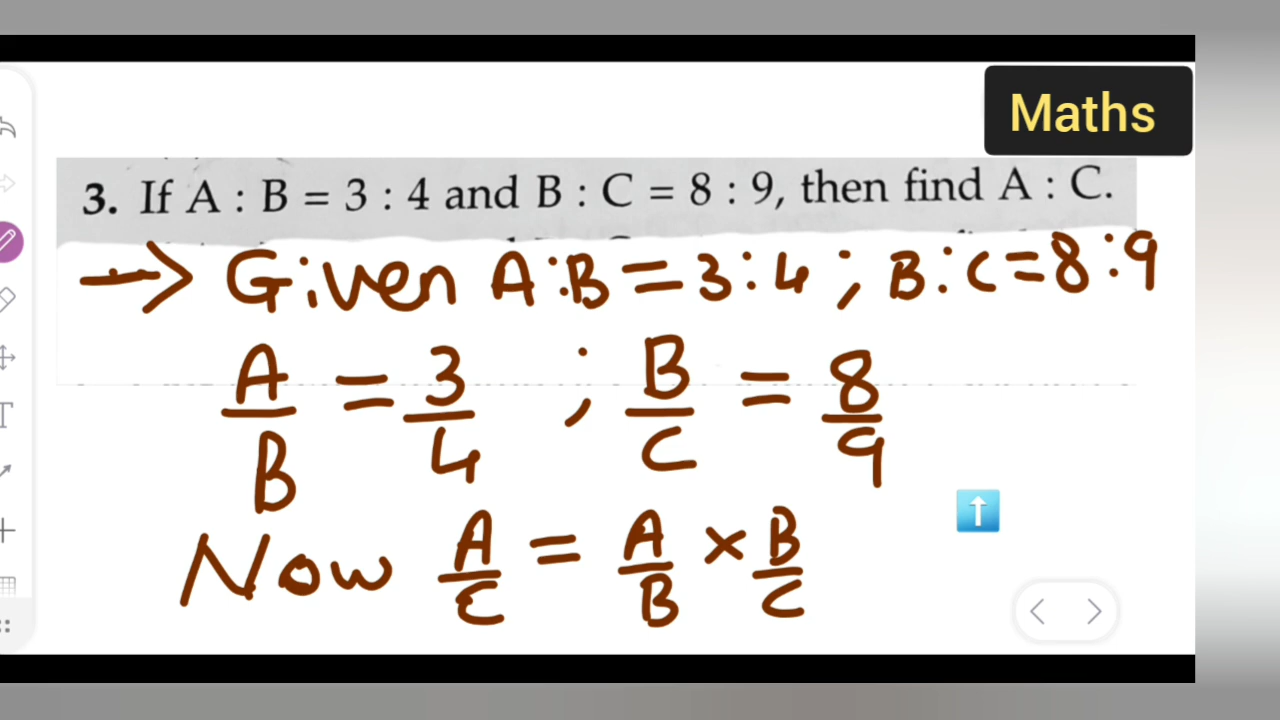 Maths
3. If A : B = 3 : 4 and B : C = 8 : 9, then find A : C.
→ Given A:B = 3:4 ; B:C = 8:9
A/B = 3/4 ; B/C = 8/9
Now A/C = A/B × B/C